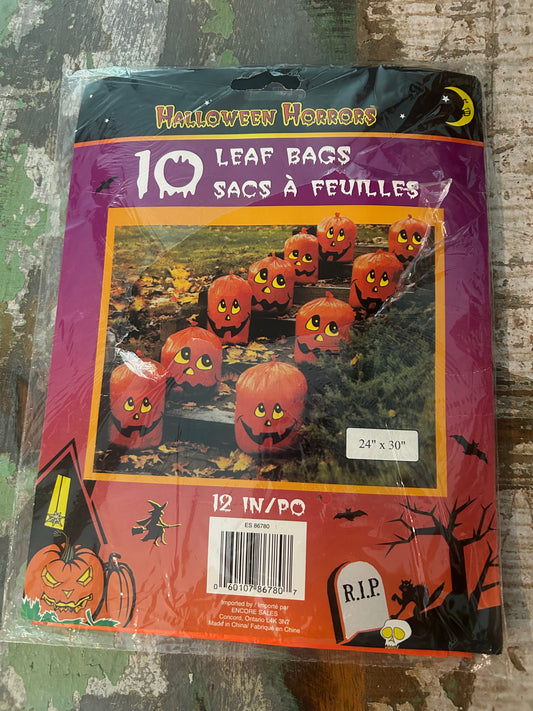 HALLOWEEN HORRORS
10 LEAF BAGS
SACS À FEUILLES
24" x 30"
12 IN/PO
ES 86780
0 60107 86780 7
Imported by / Importé par
ENCORE SALES
Concord, Ontario L4K 3N7
Made in China/ Fabriqué en Chine
R.I.P.